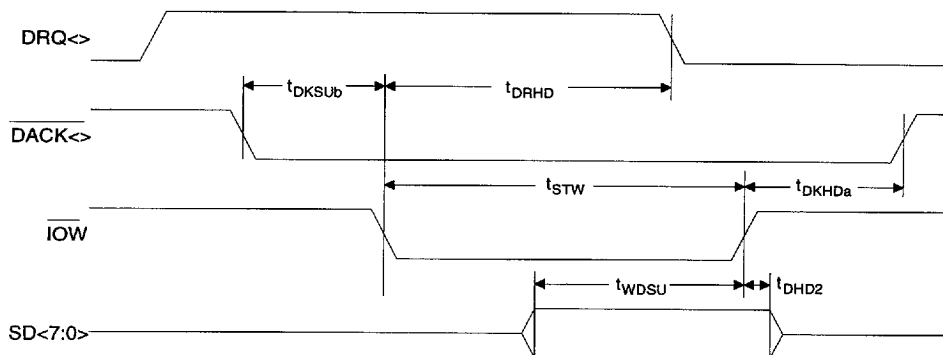 DRQ<>
tDKSUb
tDRHD
DACK<>
tSTW
tDKHDa
IOW
tWDSU
tDHD2
SD<7:0>